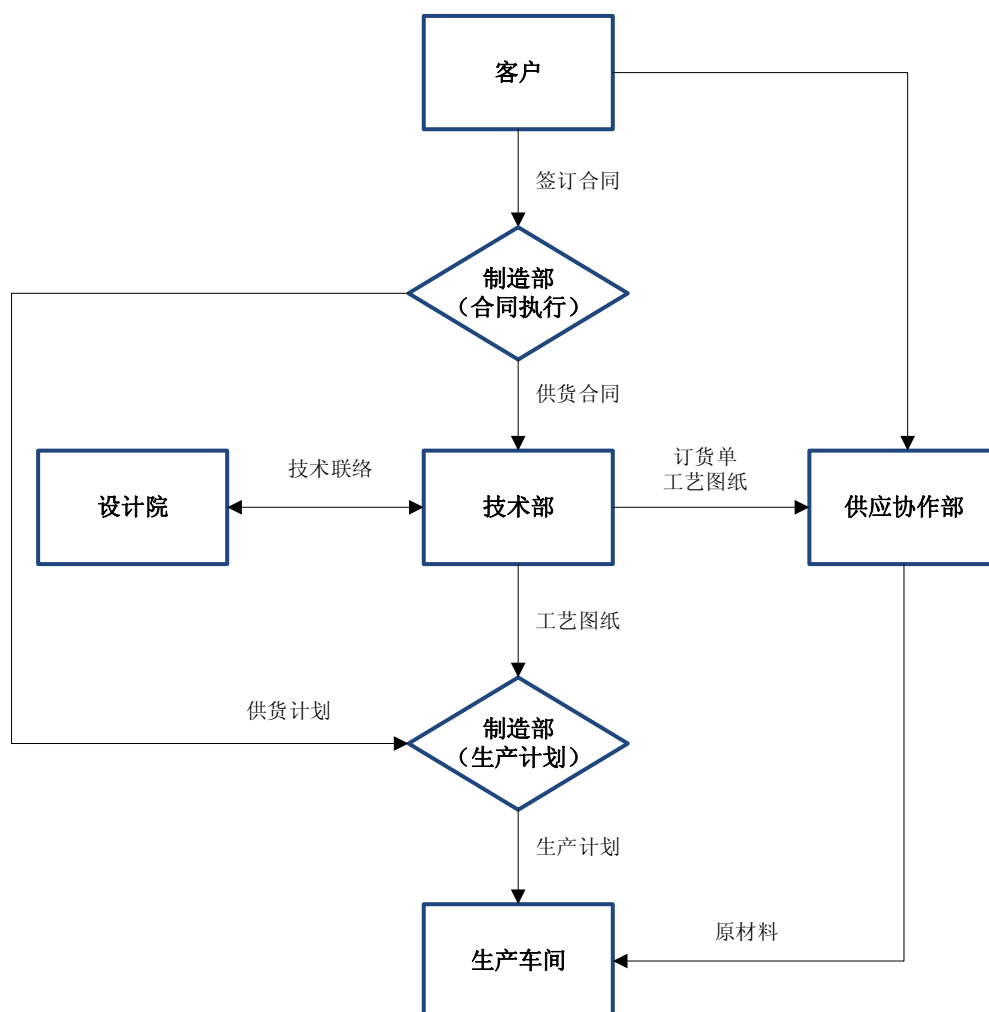 客户
签订合同
制造部
（合同执行）
供货合同
设计院
技术联络
技术部
订货单
工艺图纸
供应协作部
工艺图纸
供货计划
制造部
（生产计划）
生产计划
生产车间
原材料